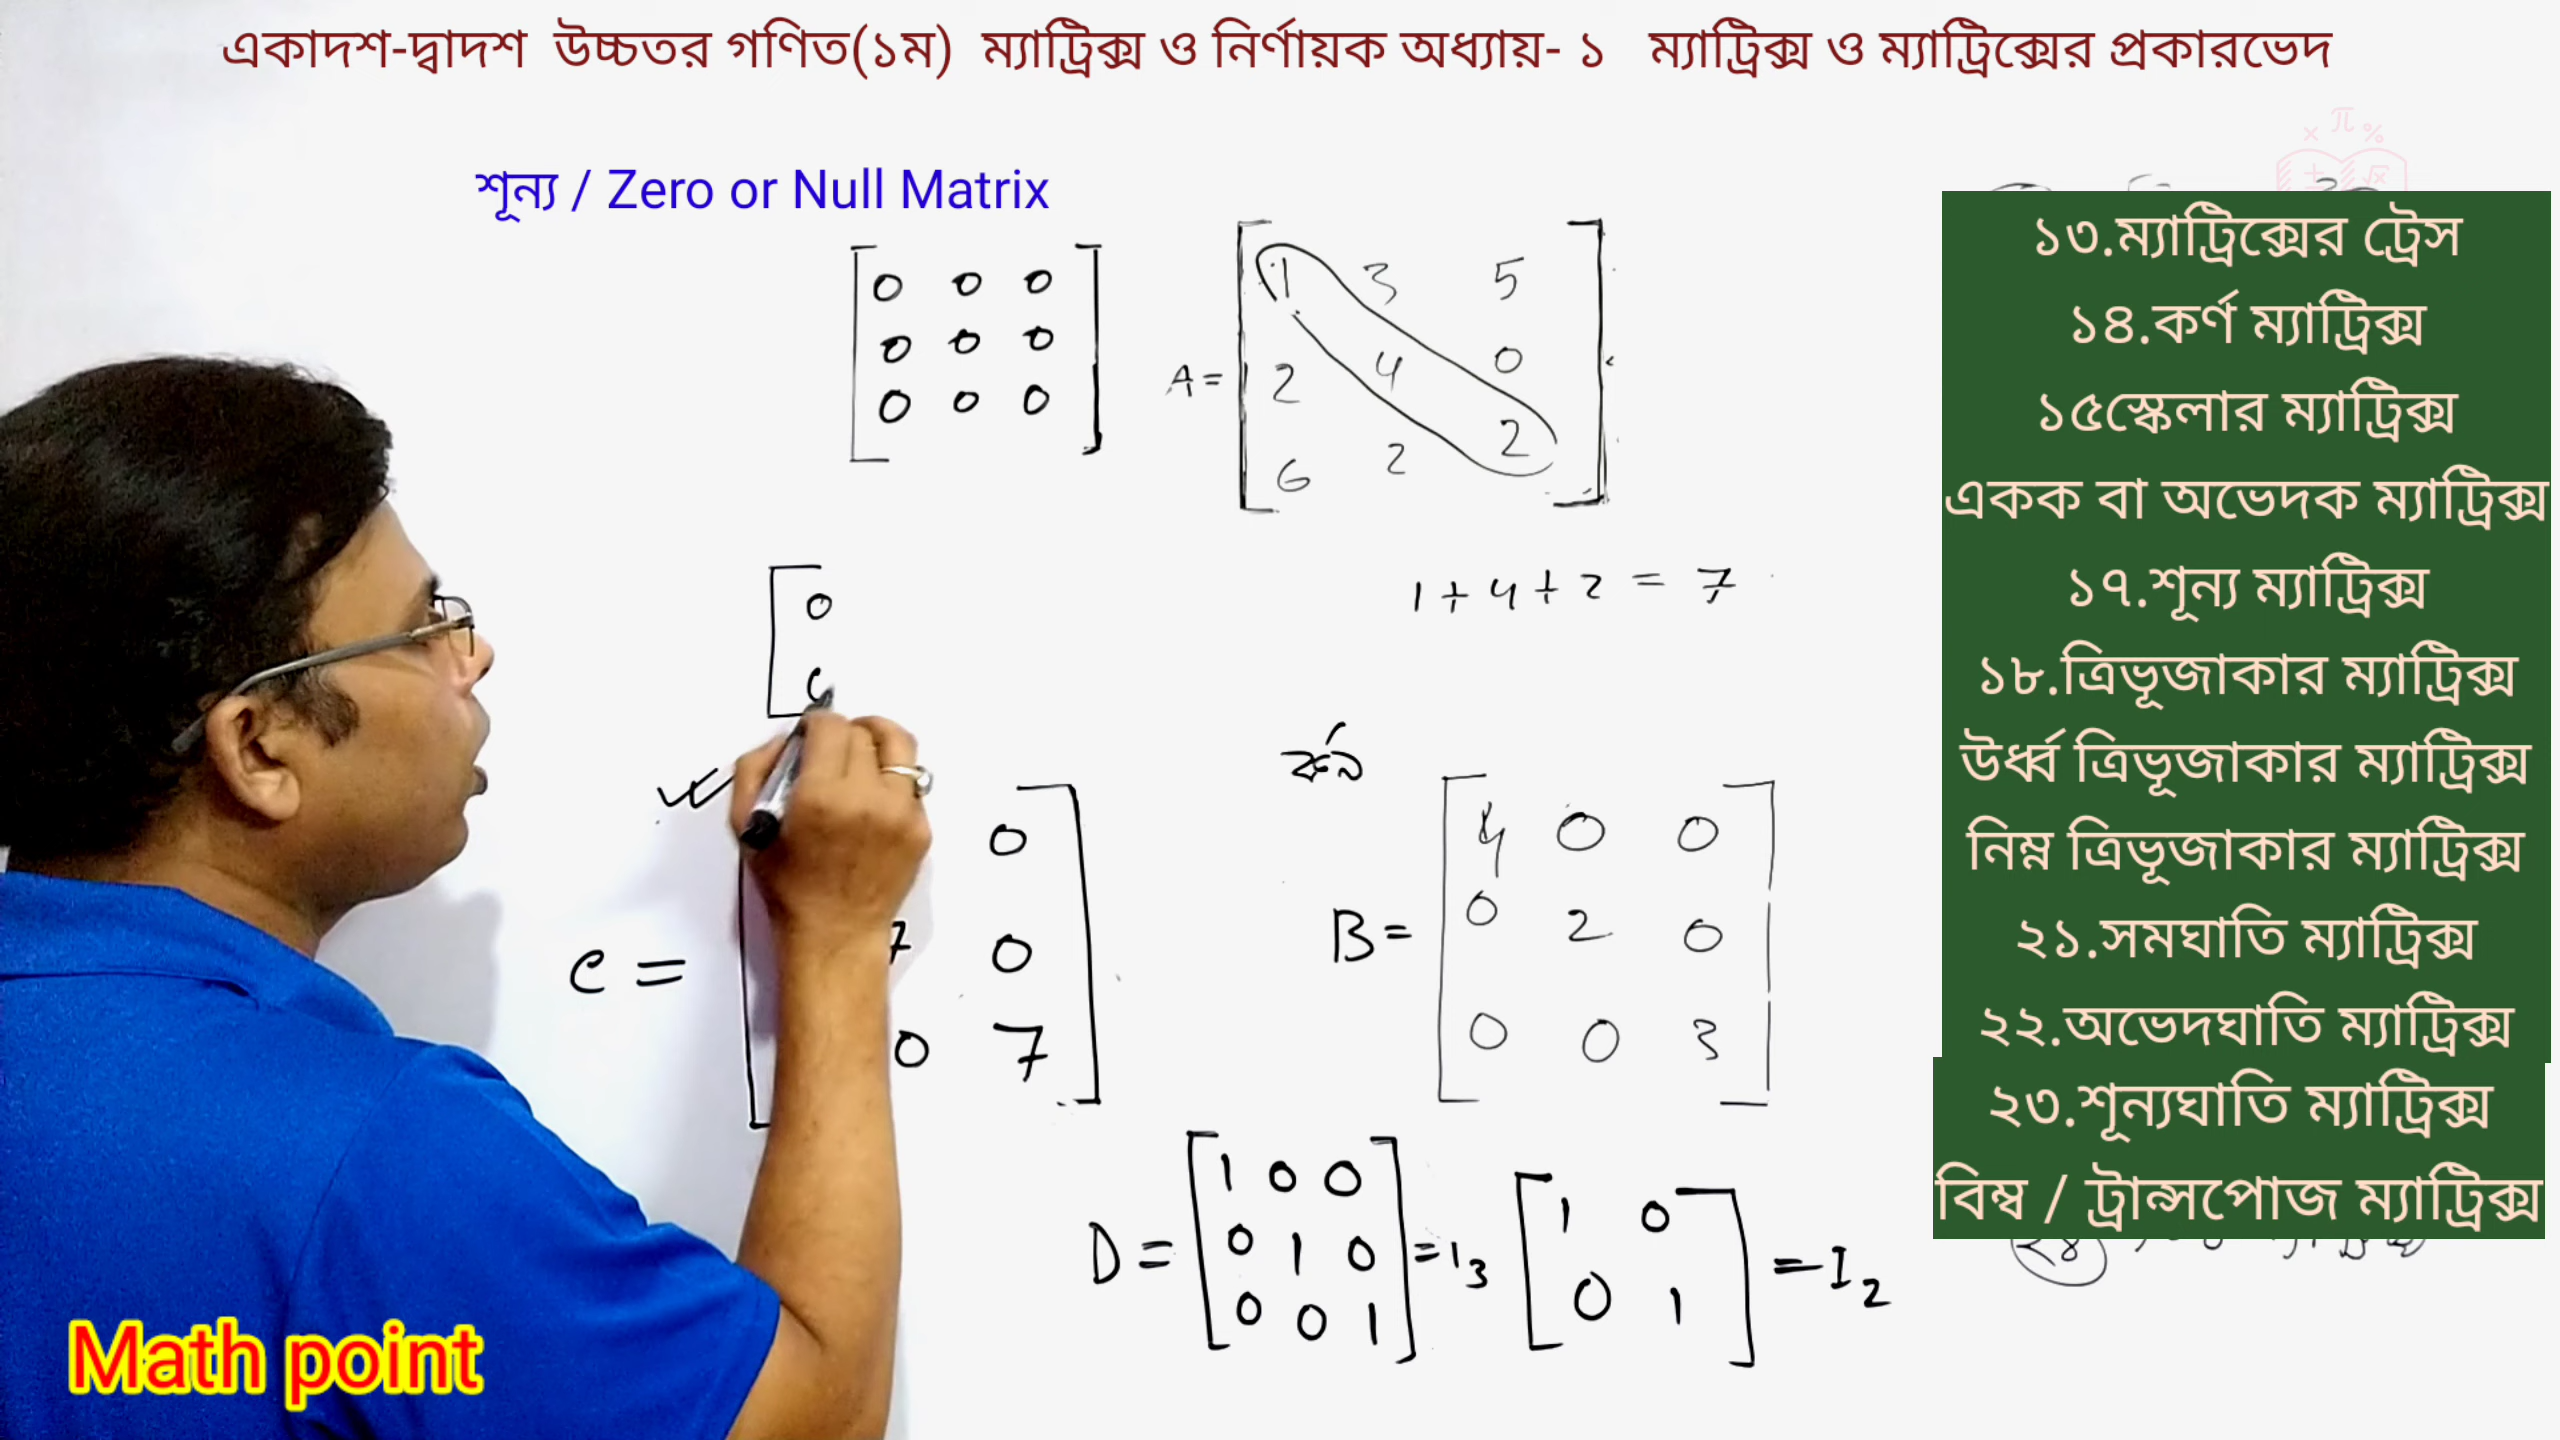 একাদশ-দ্বাদশ উচ্চতর গণিত(১ম) ম্যাট্রিক্স ও নির্ণায়ক অধ্যায়- ১ ম্যাট্রিক্স ও ম্যাট্রিক্সের প্রকারভেদ
শূন্য / Zero or Null Matrix
0 0 0
0 0 0
0 0 0
A =
1 3 5
2 4 0
6 2 2
1 + 4 + 2 = 7
0
C =
0
7 0
0 7
কর্ন
B =
4 0 0
0 2 0
0 0 3
D =
1 0 0
0 1 0
0 0 1
= I3
1 0
0 1
= I2
১৩.ম্যাট্রিক্সের ট্রেস
১৪.কর্ণ ম্যাট্রিক্স
১৫স্কেলার ম্যাট্রিক্স
একক বা অভেদক ম্যাট্রিক্স
১৭.শূন্য ম্যাট্রিক্স
১৮.ত্রিভূজাকার ম্যাট্রিক্স
উর্ধ্ব ত্রিভূজাকার ম্যাট্রিক্স
নিম্ন ত্রিভূজাকার ম্যাট্রিক্স
২১.সমঘাতি ম্যাট্রিক্স
২২.অভেদঘাতি ম্যাট্রিক্স
২৩.শূন্যঘাতি ম্যাট্রিক্স
বিম্ব / ট্রান্সপোজ ম্যাট্রিক্স
২৪
Math point